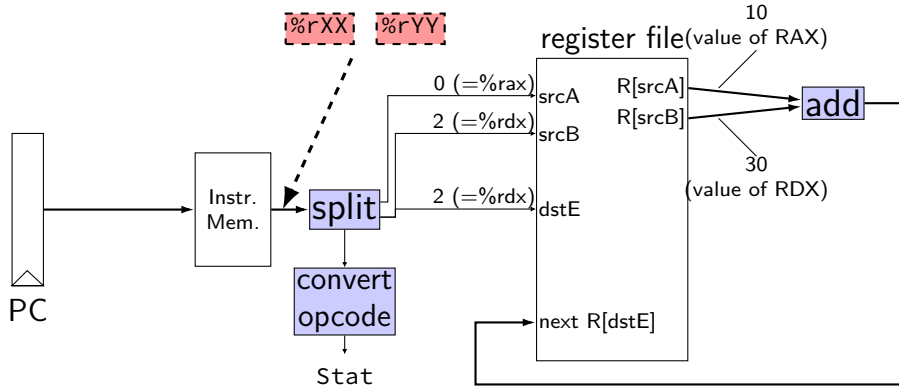 %rXX %rYY
register file
10
(value of RAX)
0 (=%rax)
srcA
R[srcA]
add
2 (=%rdx)
srcB
R[srcB]
30
(value of RDX)
Instr.
Mem.
split
2 (=%rdx)
dstE
PC
convert
opcode
next R[dstE]
Stat